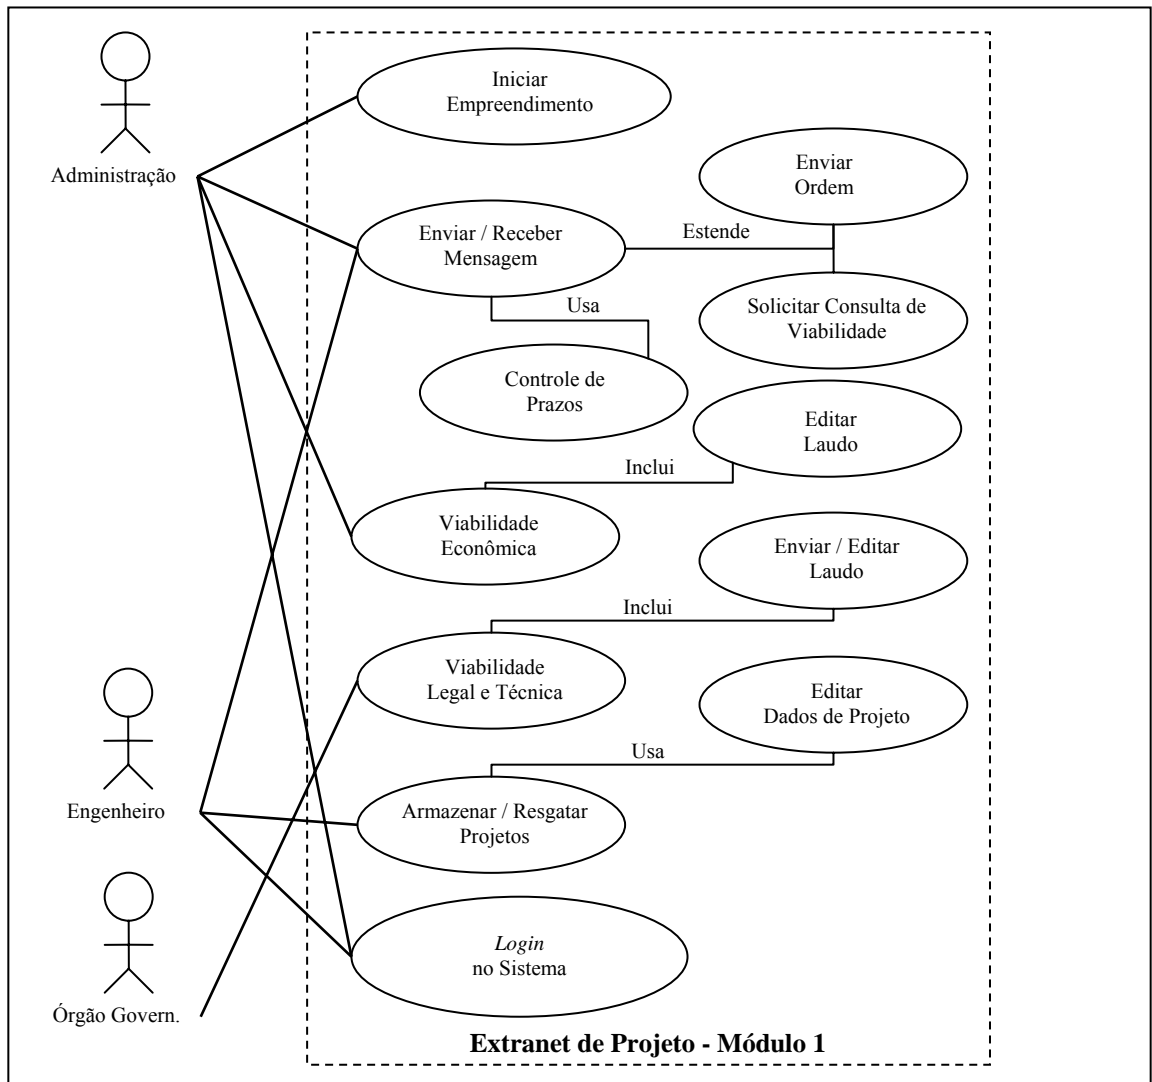 Iniciar
Empreendimento
Administração
Enviar
Ordem
Enviar / Receber
Mensagem
Estende
Usa
Solicitar Consulta de
Viabilidade
Controle de
Prazos
Editar
Laudo
Inclui
Viabilidade
Econômica
Enviar / Editar
Laudo
Inclui
Viabilidade
Legal e Técnica
Editar
Dados de Projeto
Usa
Engenheiro
Armazenar / Resgatar
Projetos
Login
no Sistema
Órgão Govern.
Extranet de Projeto - Módulo 1